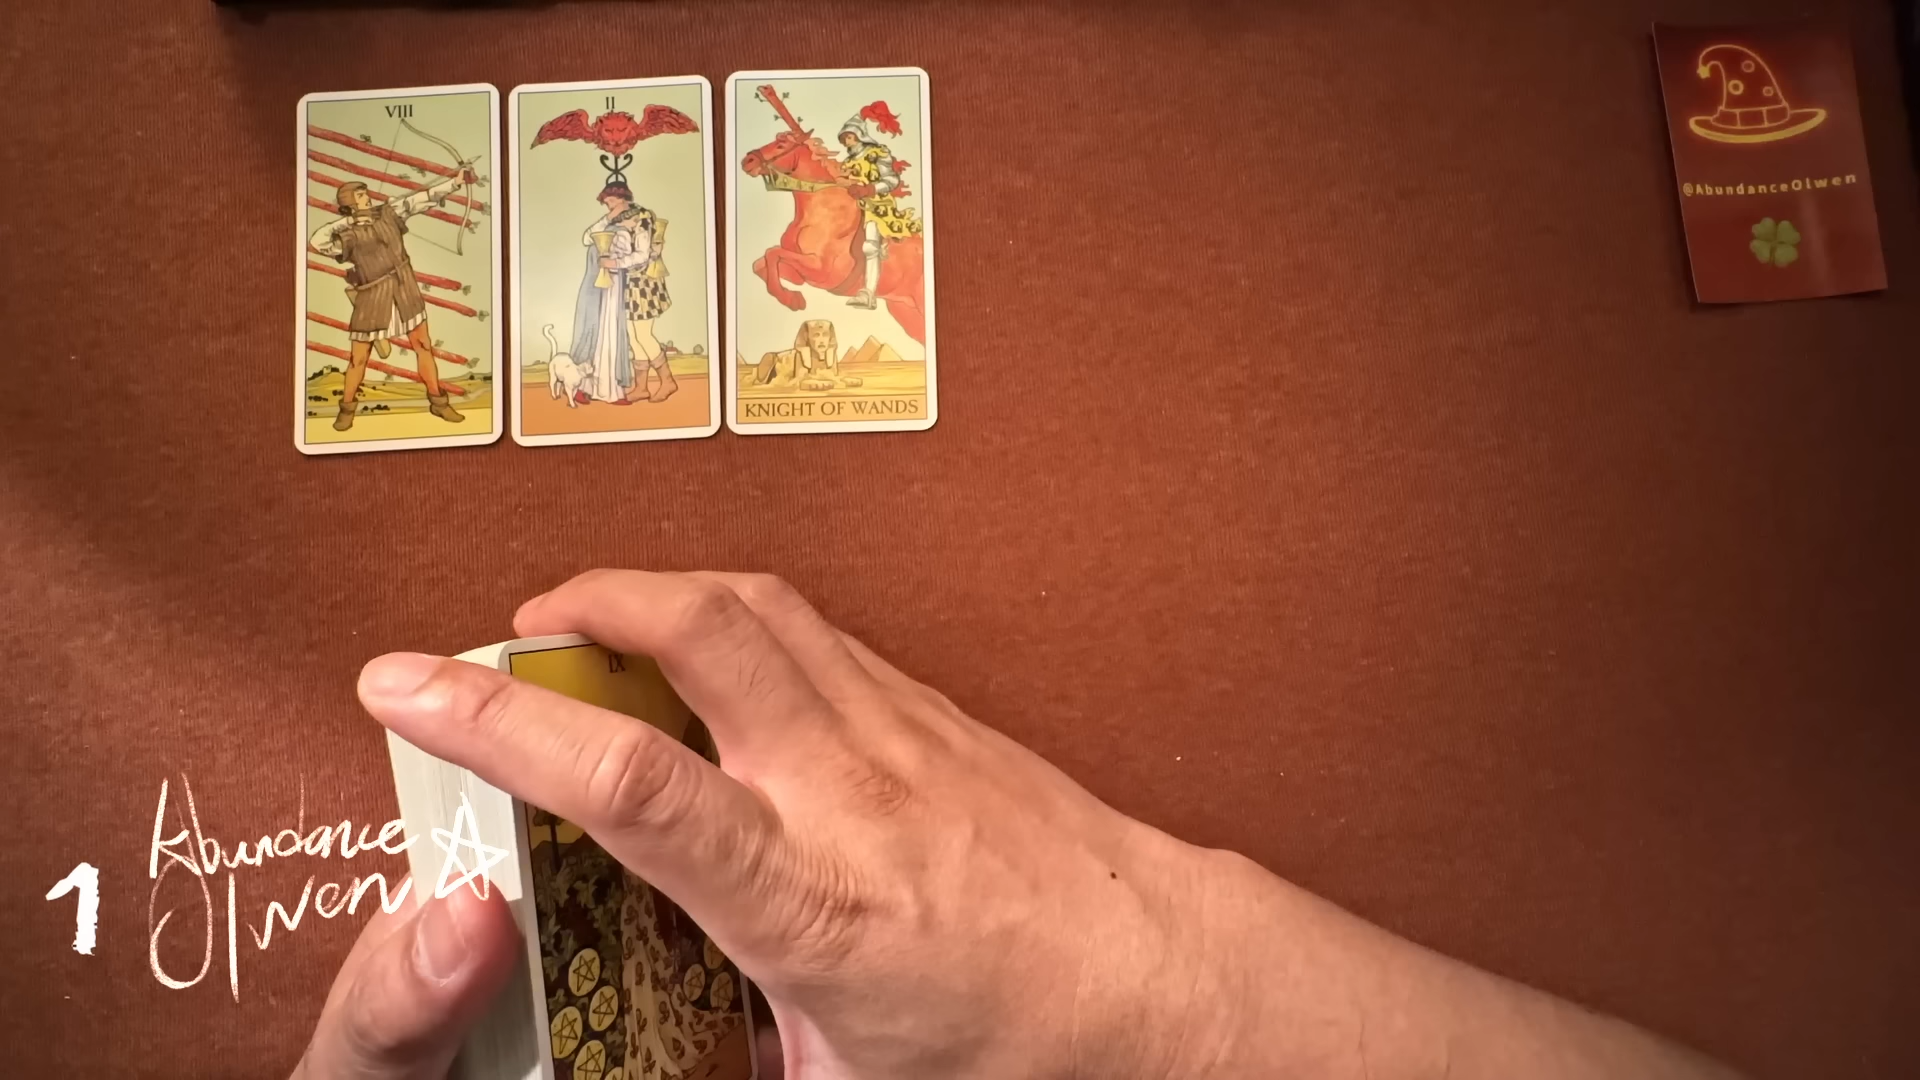 VIII
II
KNIGHT OF WANDS
@AbundanceOlwen
IX
1
Abundance
Olwen